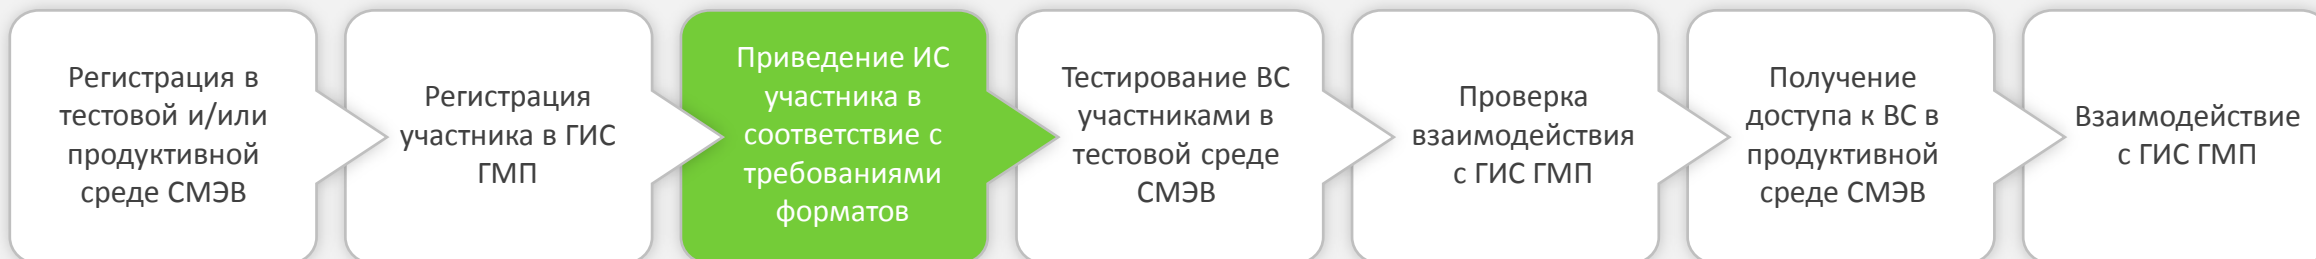 Регистрация в
тестовой и/или
продуктивной
среде СМЭВ
Регистрация
участника в ГИС
ГМП
Приведение ИС
участника в
соответствие с
требованиями
форматов
Тестирование ВС
участниками в
тестовой среде
СМЭВ
Проверка
взаимодействия
с ГИС ГМП
Получение
доступа к ВС в
продуктивной
среде СМЭВ
Взаимодействие
с ГИС ГМП